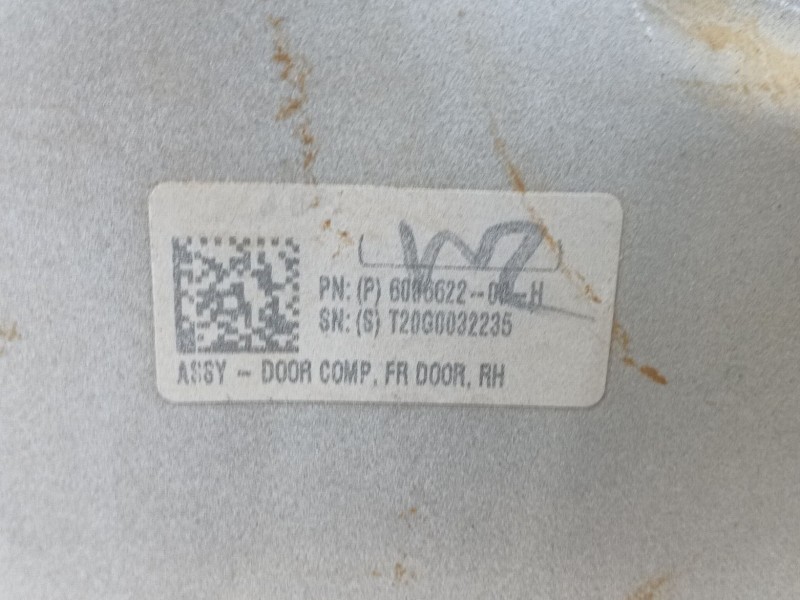 PN: (P)
SN: (S) T20G0032235
ASSY - DOOR COMP, FR DOOR, RH